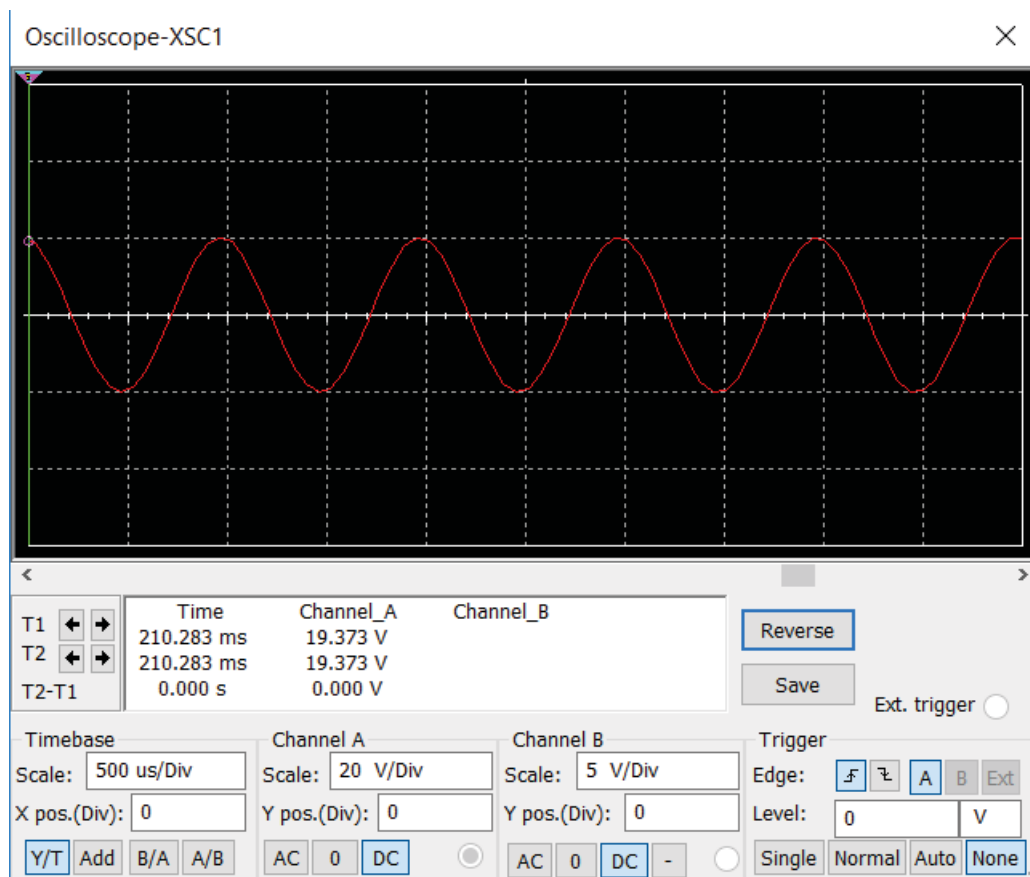 Oscilloscope-XSC1
Time Channel_A Channel_B
T1 210.283 ms 19.373 V
T2 210.283 ms 19.373 V
T2-T1 0.000 s 0.000 V
Reverse
Save
Ext. trigger
Timebase Channel A Channel B Trigger
Scale: 500 us/Div Scale: 20 V/Div Scale: 5 V/Div Edge: A B Ext
X pos.(Div): 0 Y pos.(Div): 0 Y pos.(Div): 0 Level: 0 V
Y/T Add B/A A/B AC 0 DC AC 0 DC - Single Normal Auto None